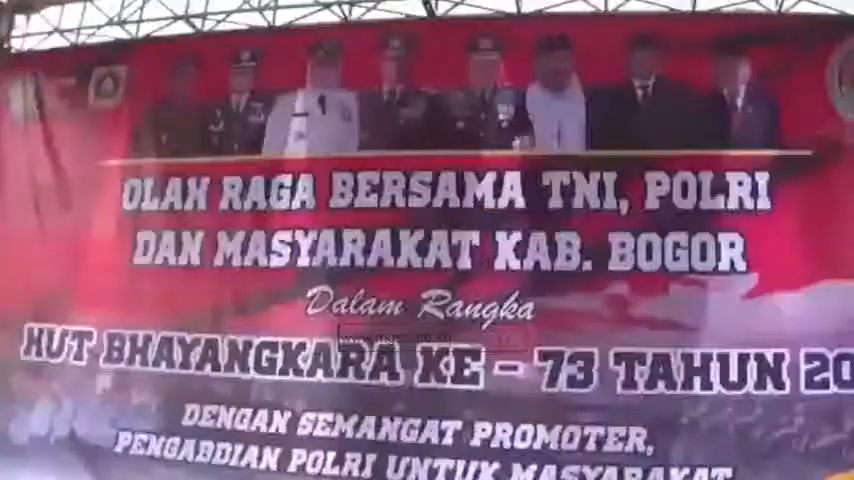 OLAH RAGA BERSAMA TNI, POLRI
DAN MASYARAKAT KAB. BOGOR
Dalam Rangka
HUT BHAYANGKARA KE - 73 TAHUN 20
DENGAN SEMANGAT PROMOTER,
PENGABDIAN POLRI UNTUK MASYARAKAT